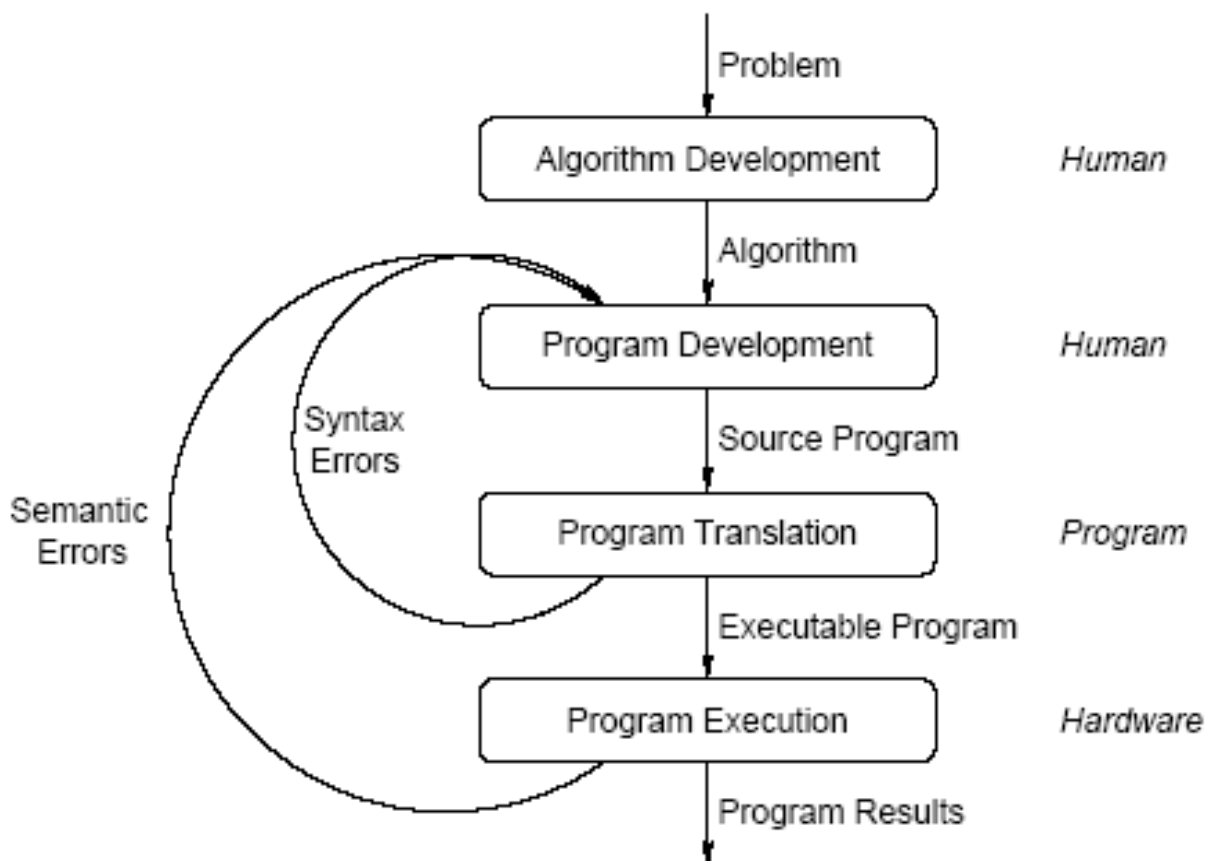 Problem
Algorithm Development
Human
Algorithm
Program Development
Human
Syntax
Errors
Source Program
Semantic
Errors
Program Translation
Program
Executable Program
Program Execution
Hardware
Program Results